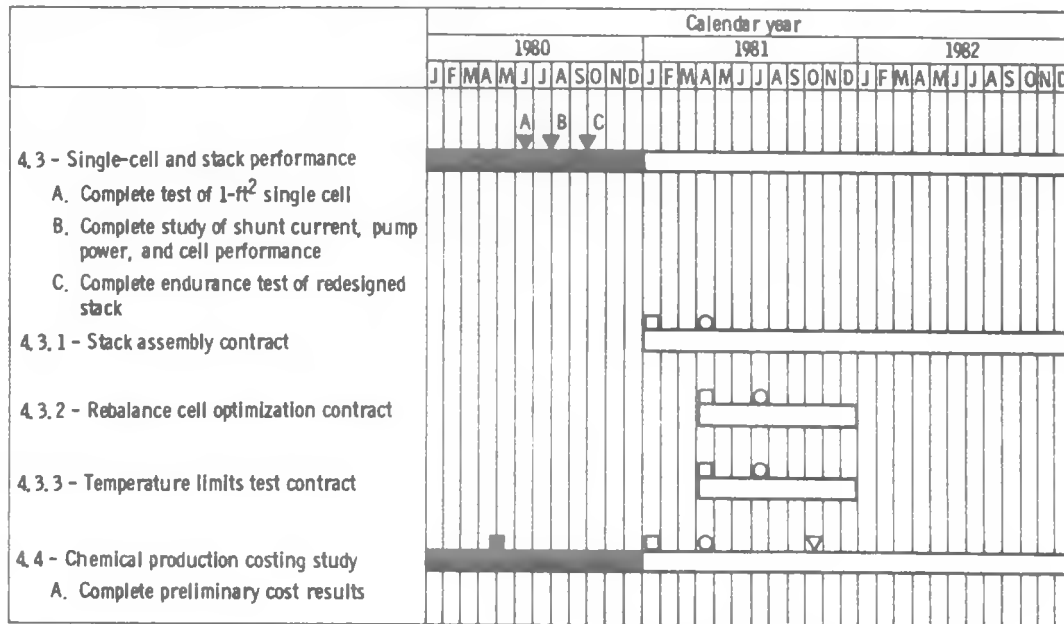 Calendar year
1980 1981 1982
J F M A M J J A S O N D J F M A M J J A S O N D J F M A M J J A S O N D
A B C
4.3 - Single-cell and stack performance
A. Complete test of 1-ft² single cell
B. Complete study of shunt current, pump
power, and cell performance
C. Complete endurance test of redesigned
stack
4.3.1 - Stack assembly contract
4.3.2 - Rebalance cell optimization contract
4.3.3 - Temperature limits test contract
4.4 - Chemical production costing study
A. Complete preliminary cost results